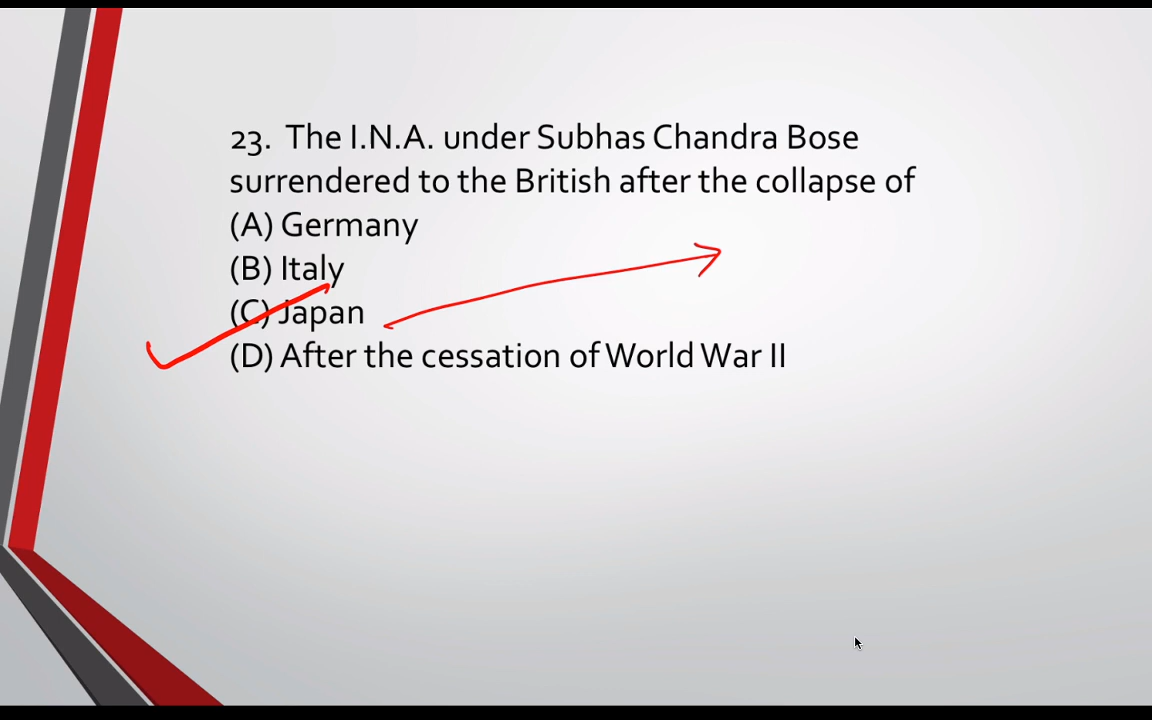 23. The I.N.A. under Subhas Chandra Bose
surrendered to the British after the collapse of
(A) Germany
(B) Italy
(C) Japan
(D) After the cessation of World War II